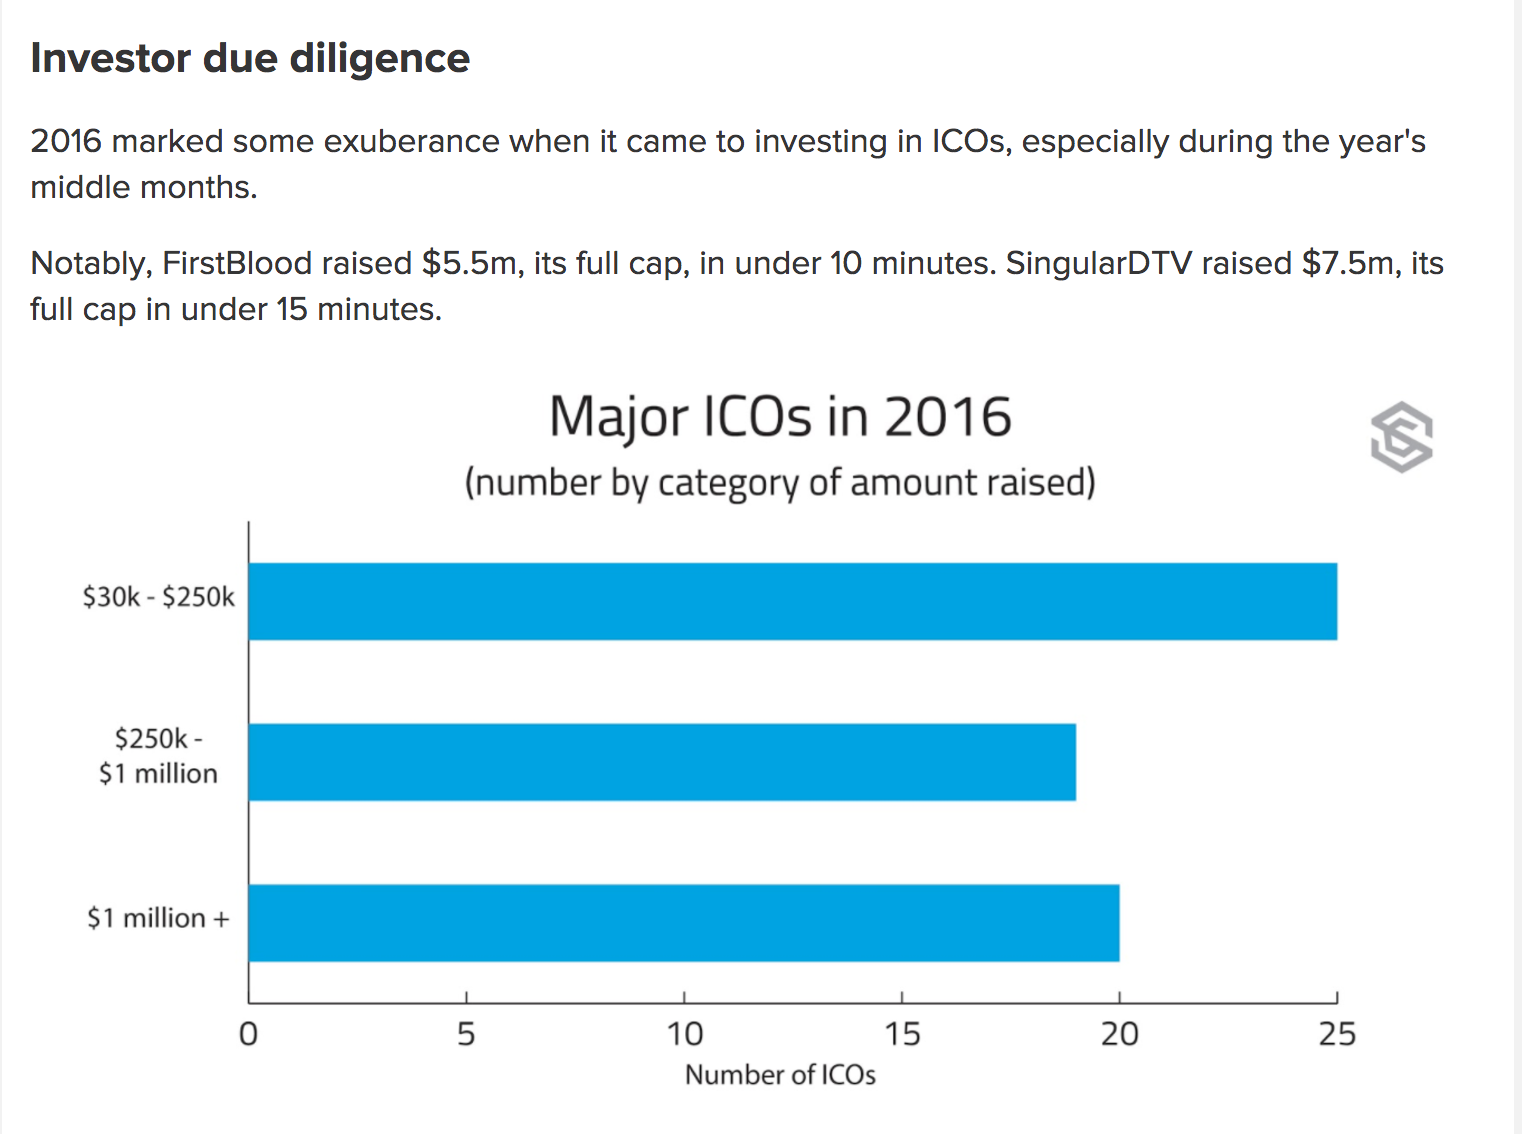 Investor due diligence
2016 marked some exuberance when it came to investing in ICOs, especially during the year's
middle months.
Notably, FirstBlood raised $5.5m, its full cap, in under 10 minutes. SingularDTV raised $7.5m, its
full cap in under 15 minutes.
Major ICOs in 2016
(number by category of amount raised)
$30k - $250k
$250k -
$1 million
$1 million +
0 5 10 15 20 25
Number of ICOs